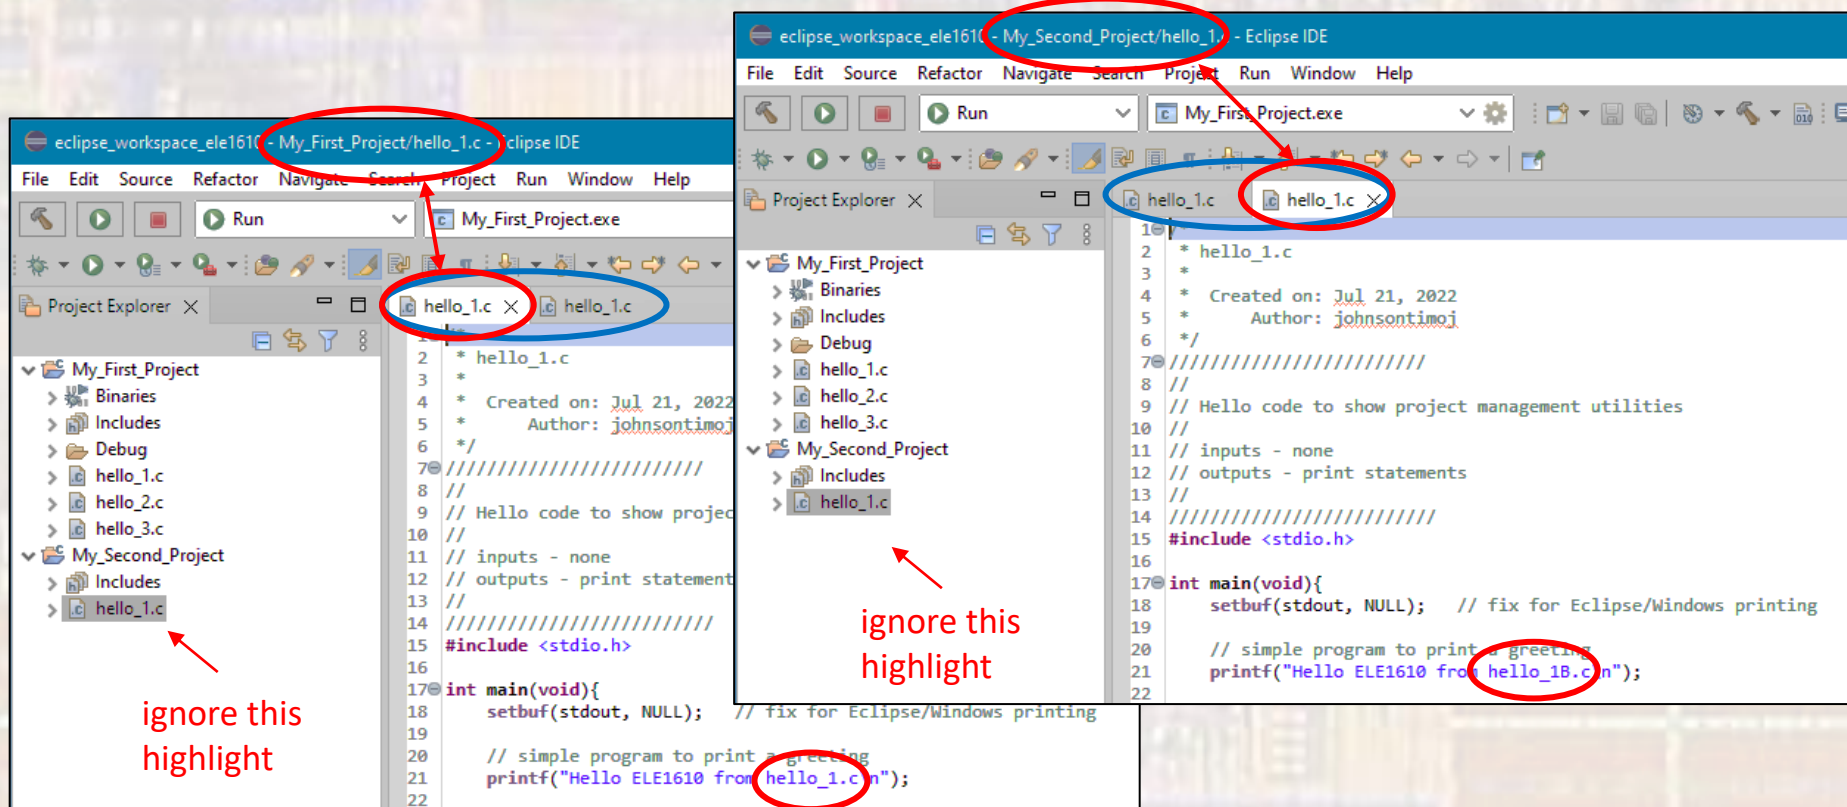 eclipse_workspace_ele1610 - My_First_Project/hello_1.c - Eclipse IDE
File Edit Source Refactor Navigate Search Project Run Window Help
Run My_First_Project.exe
Project Explorer
hello_1.c hello_1.c
My_First_Project
Binaries
Includes
Debug
hello_1.c
hello_2.c
hello_3.c
My_Second_Project
Includes
hello_1.c
ignore this
highlight
1 /*
2 * hello_1.c
3 *
4 * Created on: Jul 21, 2022
5 * Author: johnsontimoj
6 */
7 /////////////////////////
8 //
9 // Hello code to show projec
10 //
11 // inputs - none
12 // outputs - print statement
13 //
14 //////////////////////////
15 #include <stdio.h>
16
17 int main(void){
18 setbuf(stdout, NULL); // fix for Eclipse/Windows printing
19
20 // simple program to print a greeting
21 printf("Hello ELE1610 from hello_1.c\n");
22
eclipse_workspace_ele1610 - My_Second_Project/hello_1.c - Eclipse IDE
File Edit Source Refactor Navigate Search Project Run Window Help
Run My_First_Project.exe
010
Project Explorer
hello_1.c hello_1.c
My_First_Project
Binaries
Includes
Debug
hello_1.c
hello_2.c
hello_3.c
My_Second_Project
Includes
hello_1.c
ignore this
highlight
1 /*
2 * hello_1.c
3 *
4 * Created on: Jul 21, 2022
5 * Author: johnsontimoj
6 */
7 /////////////////////////
8 //
9 // Hello code to show project management utilities
10 //
11 // inputs - none
12 // outputs - print statements
13 //
14 //////////////////////////
15 #include <stdio.h>
16
17 int main(void){
18 setbuf(stdout, NULL); // fix for Eclipse/Windows printing
19
20 // simple program to print a greeting
21 printf("Hello ELE1610 from hello_1B.c\n");
22